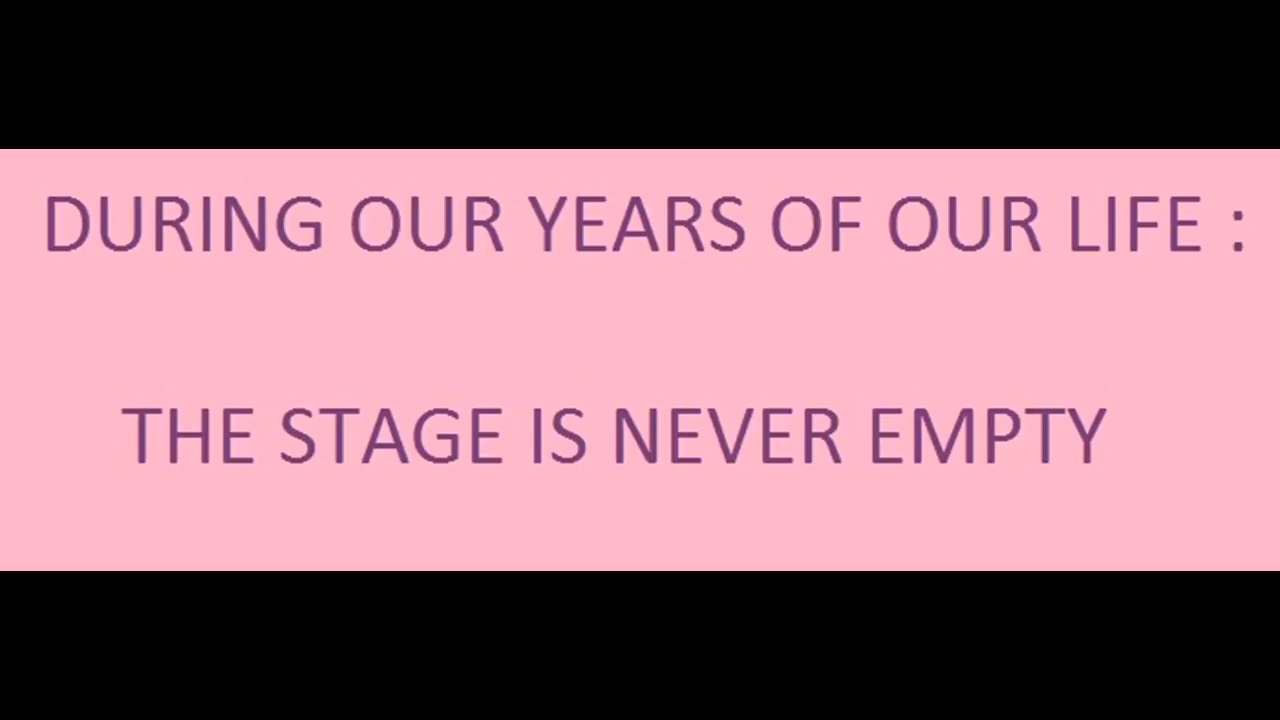 DURING OUR YEARS OF OUR LIFE :
THE STAGE IS NEVER EMPTY